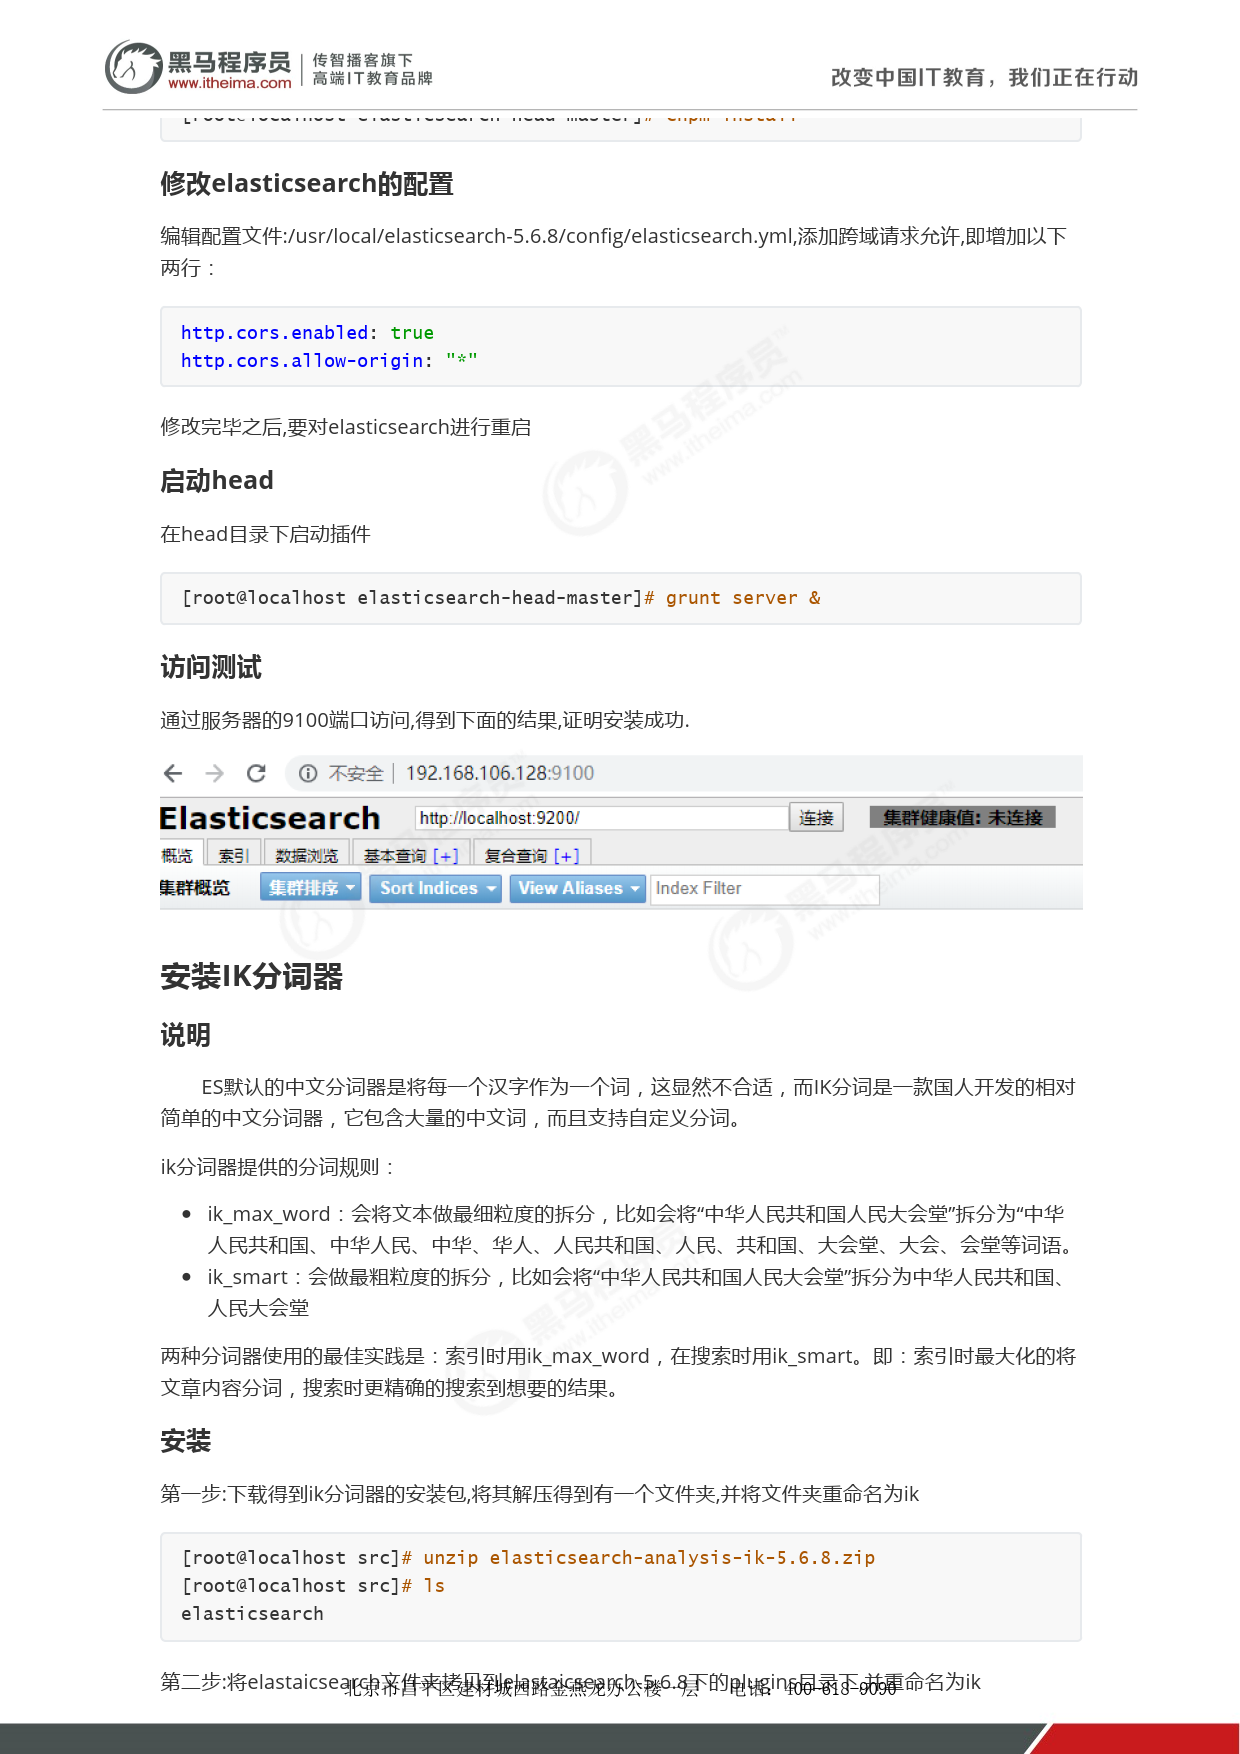 黑马程序员
www.itheima.com
传智播客旗下
高端IT教育品牌
改变中国IT教育，我们正在行动
[root@localhost elasticsearch-head-master]# cnpm install
修改elasticsearch的配置
编辑配置文件:/usr/local/elasticsearch-5.6.8/config/elasticsearch.yml,添加跨域请求允许,即增加以下
两行：
http.cors.enabled: true
http.cors.allow-origin: "*"
修改完毕之后,要对elasticsearch进行重启
启动head
在head目录下启动插件
[root@localhost elasticsearch-head-master]# grunt server &
访问测试
通过服务器的9100端口访问,得到下面的结果,证明安装成功.
不安全 | 192.168.106.128:9100
Elasticsearch http://localhost:9200/ 连接 集群健康值: 未连接
概览 索引 数据浏览 基本查询 [+] 复合查询 [+]
集群概览 集群排序 Sort Indices View Aliases Index Filter
安装IK分词器
说明
ES默认的中文分词器是将每一个汉字作为一个词，这显然不合适，而IK分词是一款国人开发的相对
简单的中文分词器，它包含大量的中文词，而且支持自定义分词。
ik分词器提供的分词规则：
ik_max_word：会将文本做最细粒度的拆分，比如会将“中华人民共和国人民大会堂”拆分为“中华
人民共和国、中华人民、中华、华人、人民共和国、人民、共和国、大会堂、大会、会堂等词语。
ik_smart：会做最粗粒度的拆分，比如会将“中华人民共和国人民大会堂”拆分为中华人民共和国、
人民大会堂
两种分词器使用的最佳实践是：索引时用ik_max_word，在搜索时用ik_smart。即：索引时最大化的将
文章内容分词，搜索时更精确的搜索到想要的结果。
安装
第一步:下载得到ik分词器的安装包,将其解压得到有一个文件夹,并将文件夹重命名为ik
[root@localhost src]# unzip elasticsearch-analysis-ik-5.6.8.zip
[root@localhost src]# ls
elasticsearch
第二步:将elastaicsearch文件夹拷贝到elastaicsearch-5.6.8下的plugins目录下,并重命名为ik
北京市昌平区建材城西路金燕龙办公楼一层 电话：400-618-9090